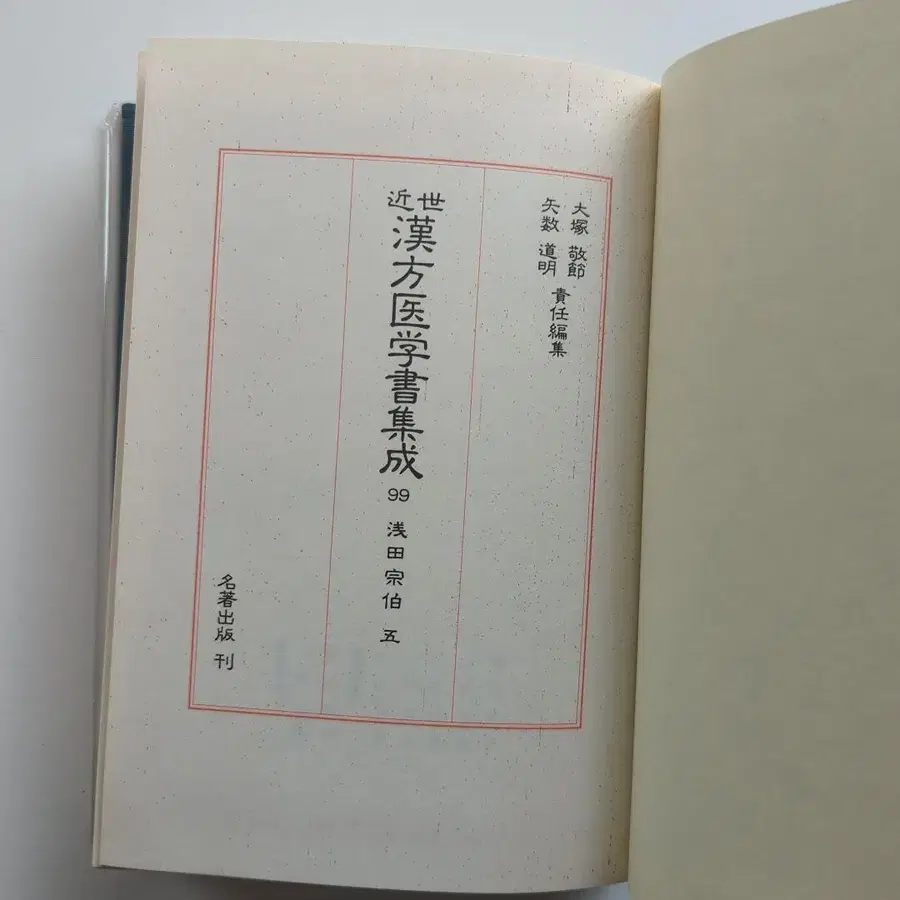 大塚 敬節
矢数 道明 責任編集
近世
漢方医学書集成
99 浅田宗伯 五
名著出版 刊